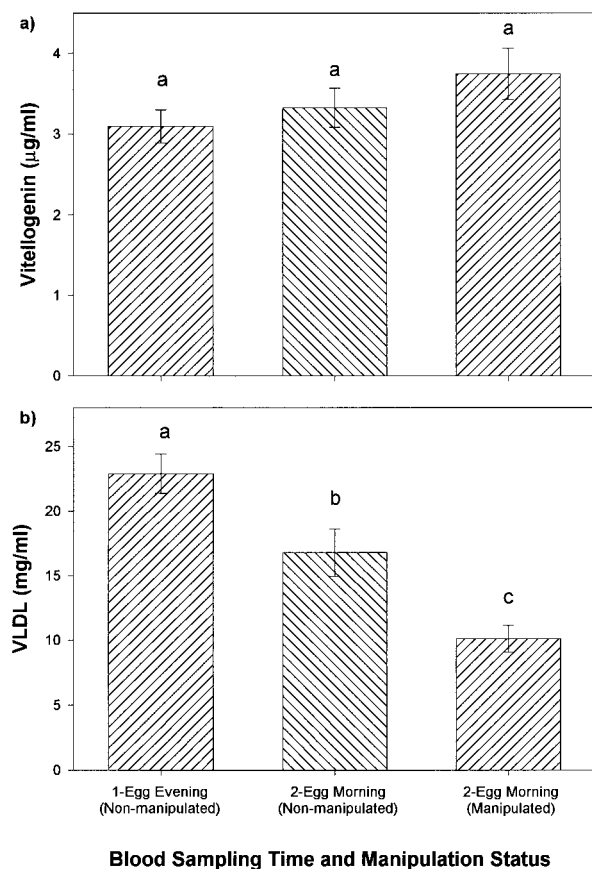 a)
Vitellogenin (µg/ml)
4
3
2
1
0
a
a
a
b)
VLDL (mg/ml)
25
20
15
10
5
0
a
b
c
1-Egg Evening
(Non-manipulated)
2-Egg Morning
(Non-manipulated)
2-Egg Morning
(Manipulated)
Blood Sampling Time and Manipulation Status